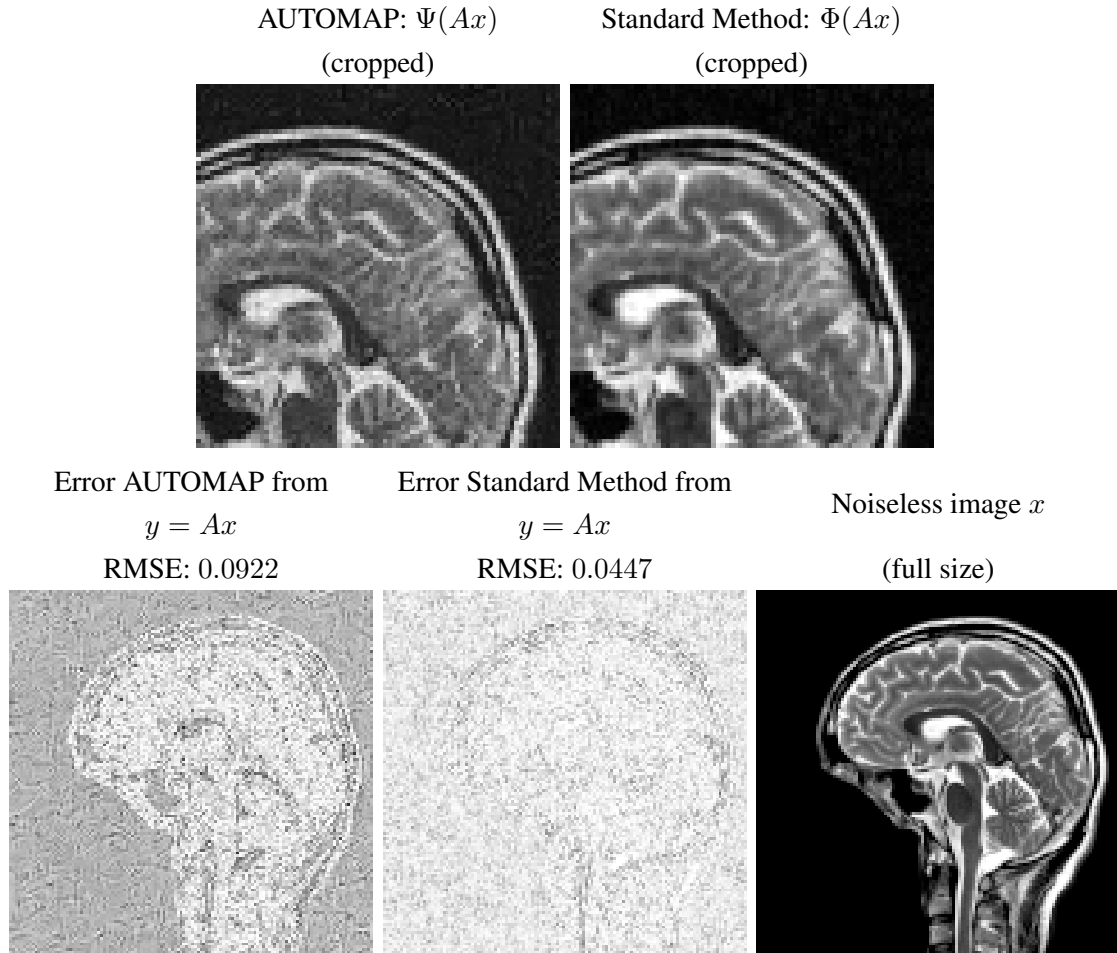 AUTOMAP: Ψ(Ax)
Standard Method: Φ(Ax)
(cropped)
(cropped)
Error AUTOMAP from
y = Ax
RMSE: 0.0922
Error Standard Method from
y = Ax
RMSE: 0.0447
Noiseless image x
(full size)